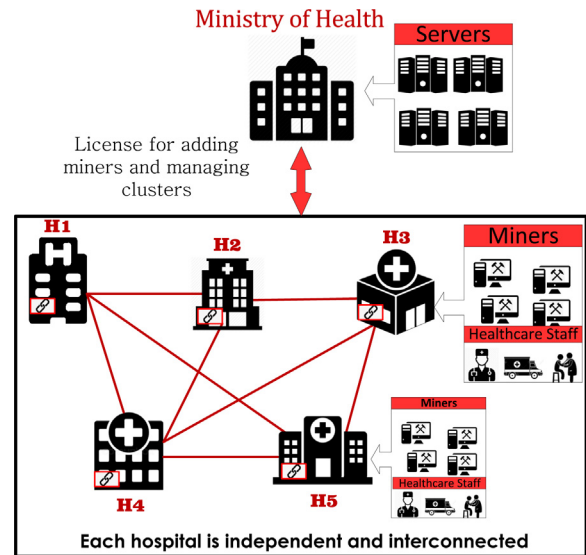 Ministry of Health
Servers
License for adding
miners and managing
clusters
H1
H2
H3
Miners
Healthcare Staff
Miners
Healthcare Staff
H4
H5
Each hospital is independent and interconnected